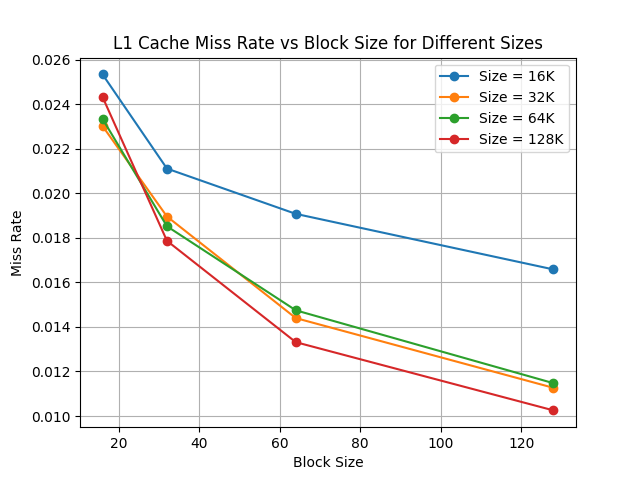 L1 Cache Miss Rate vs Block Size for Different Sizes
Size = 16K
Size = 32K
Size = 64K
Size = 128K
Miss Rate
0.026
0.024
0.022
0.020
0.018
0.016
0.014
0.012
0.010
20 40 60 80 100 120
Block Size